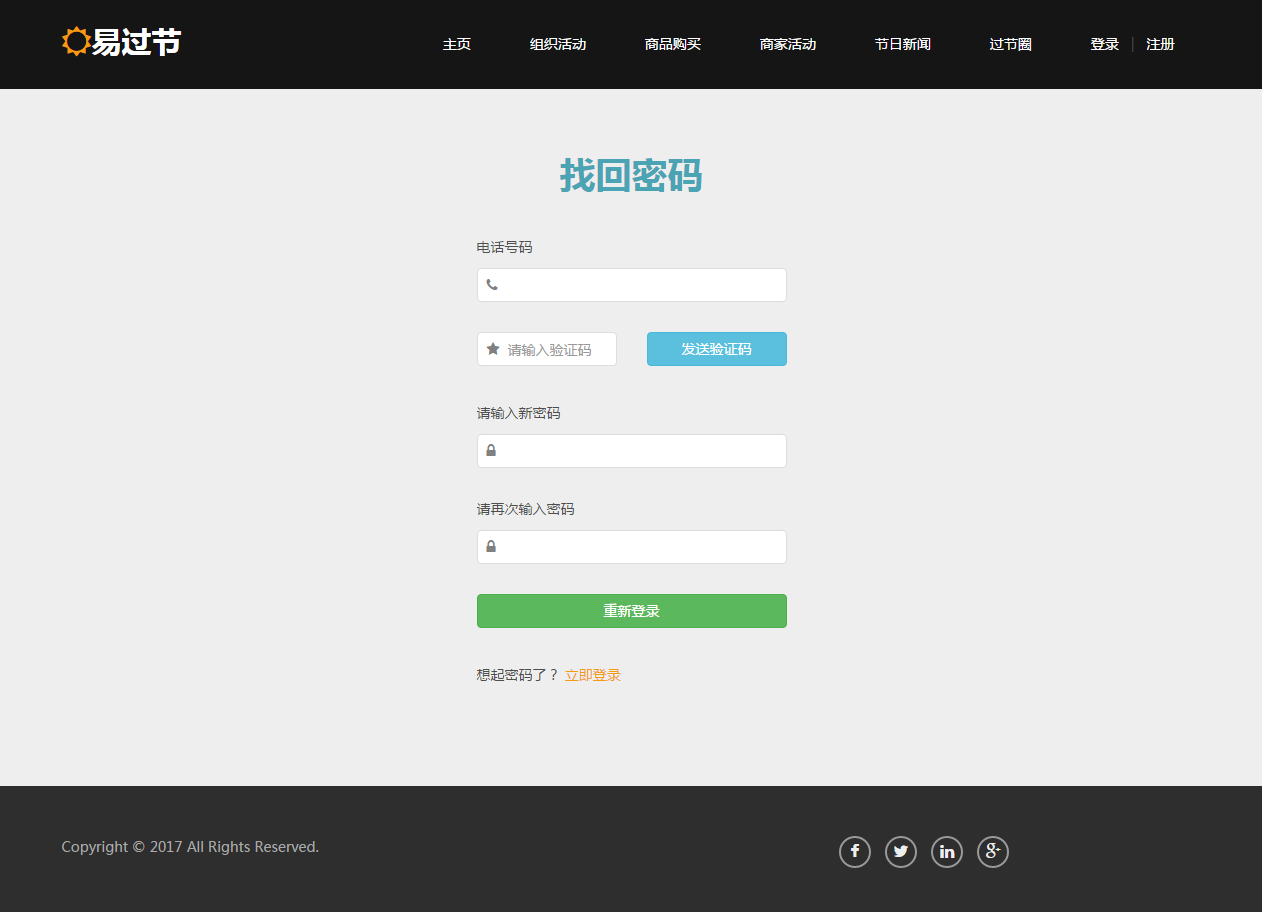 易过节
主页 组织活动 商品购买 商家活动 节日新闻 过节圈 登录 | 注册
找回密码
电话号码
请输入验证码 发送验证码
请输入新密码
请再次输入密码
重新登录
想起密码了？ 立即登录
Copyright © 2017 All Rights Reserved.